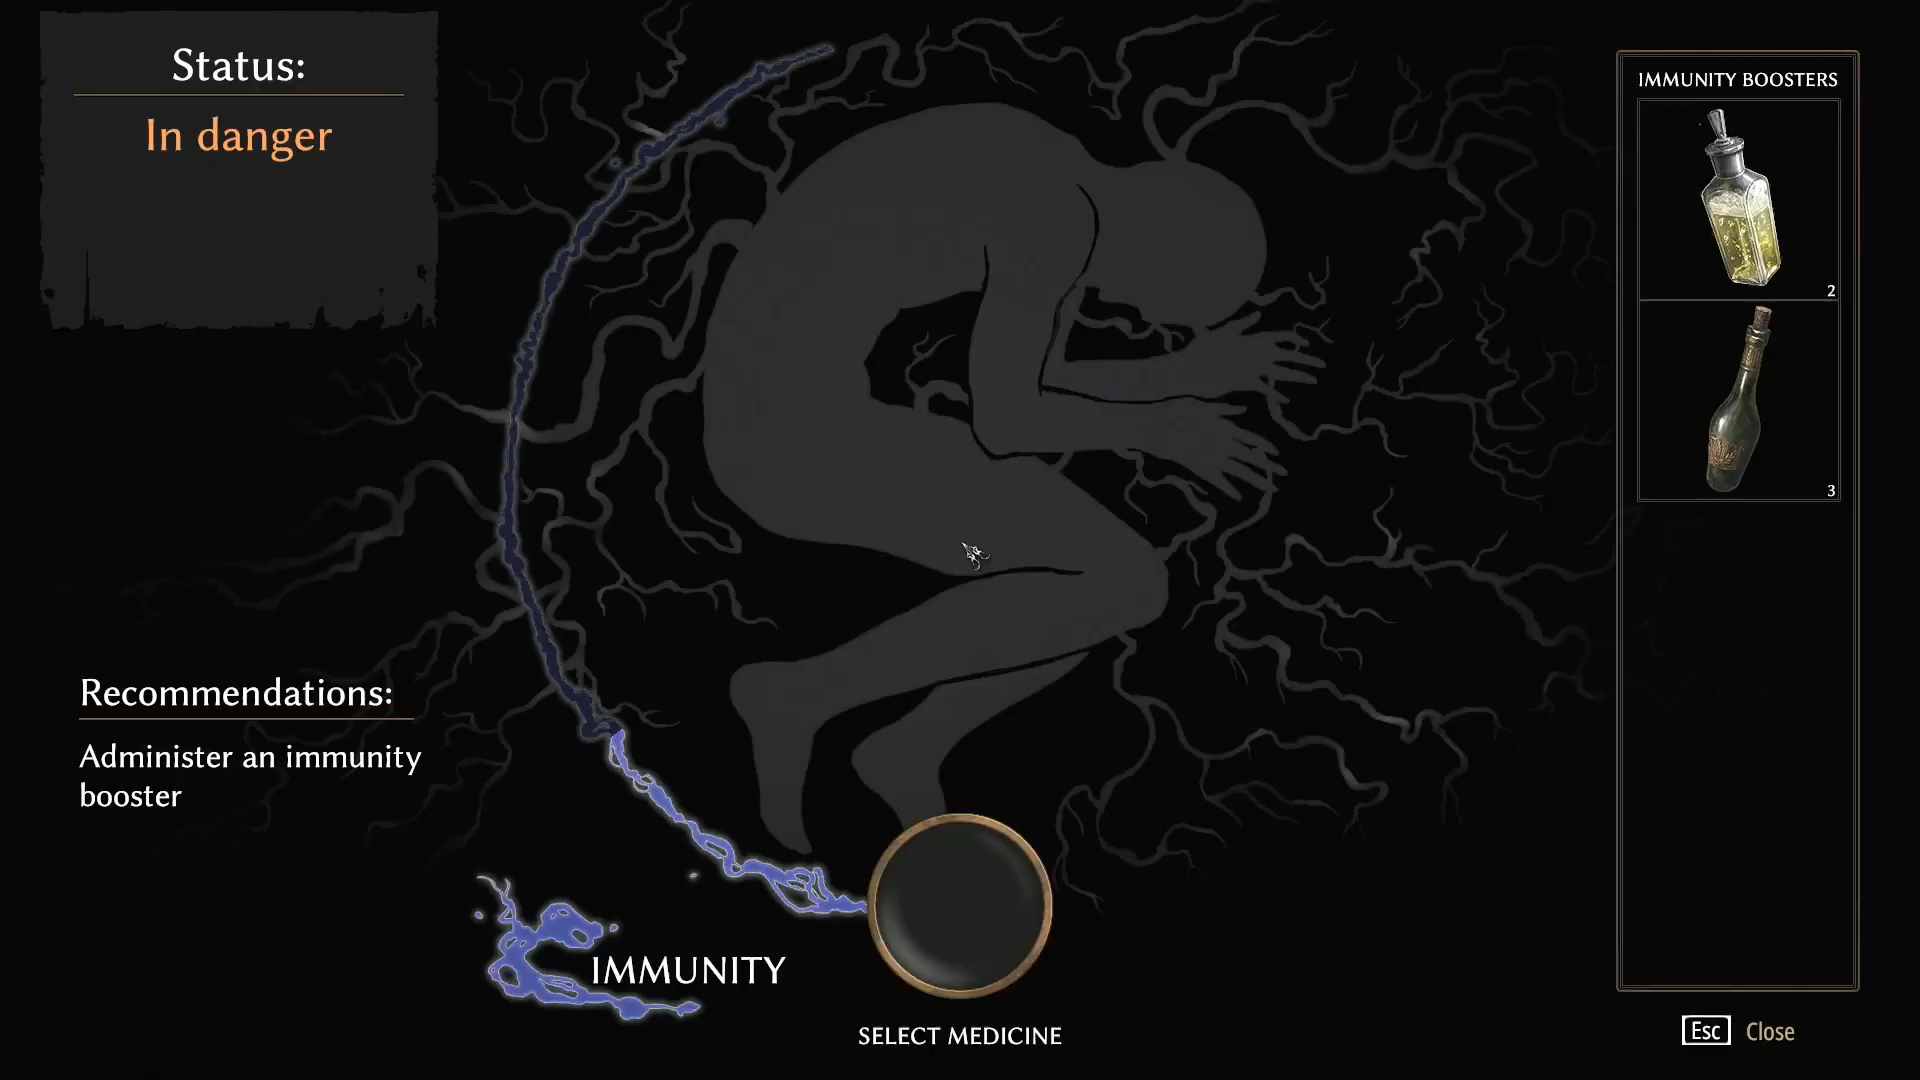 Status:
In danger
IMMUNITY BOOSTERS
2
3
Recommendations:
Administer an immunity
booster
IMMUNITY
SELECT MEDICINE
Esc Close